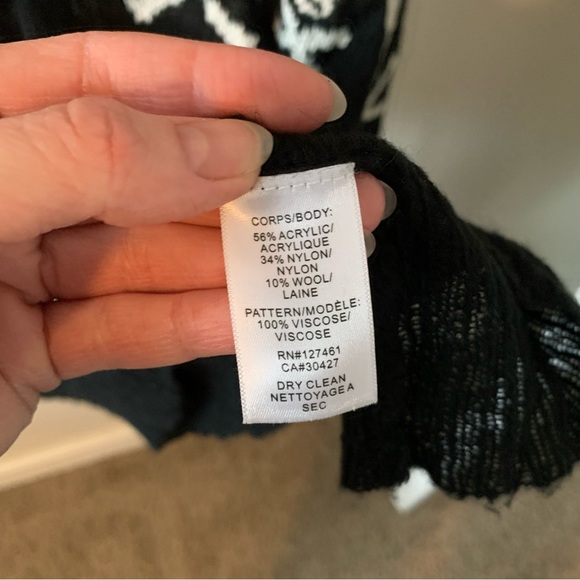 CORPS/BODY:
56% ACRYLIC/
ACRYLIQUE
34% NYLON/
NYLON
10% WOOL/
LAINE
PATTERN/MODÈLE:
100% VISCOSE/
VISCOSE
RN#127461
CA#30427
DRY CLEAN
NETTOYAGE A
SEC